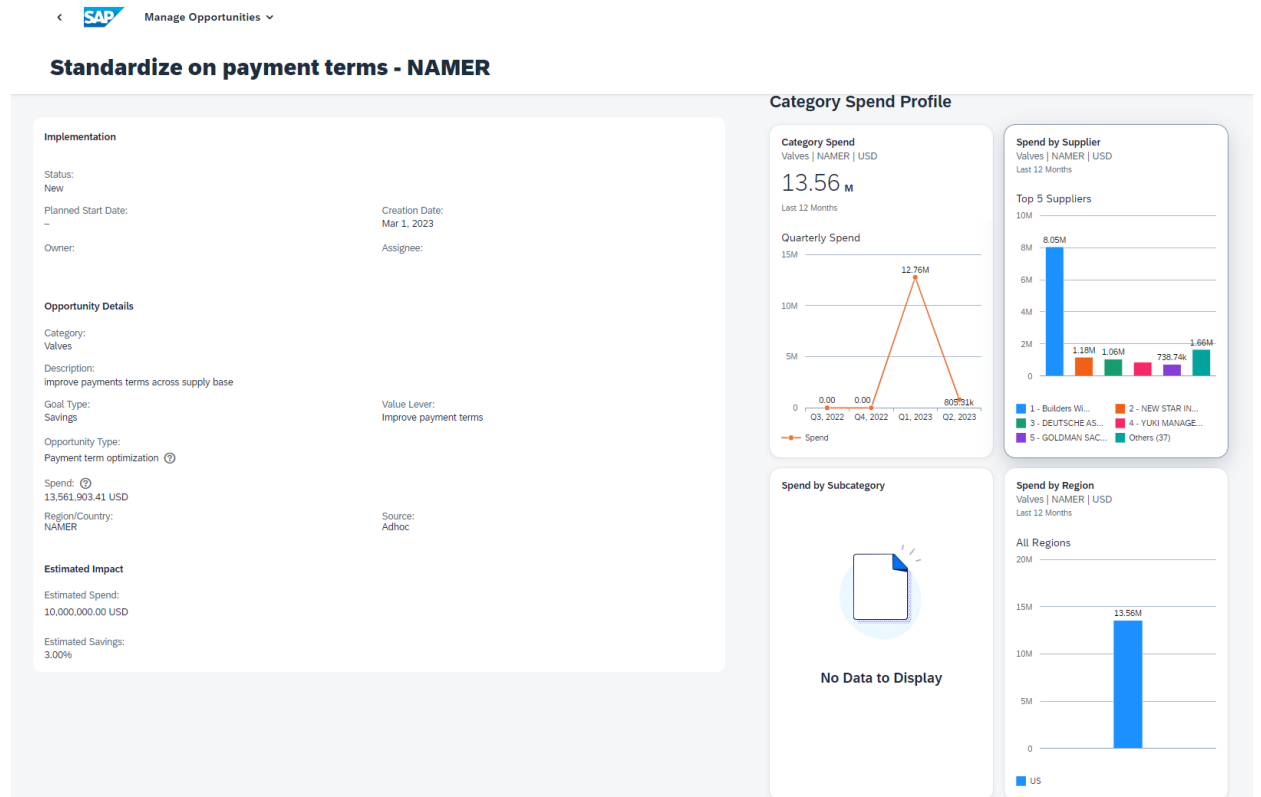 SAP
Manage Opportunities
Standardize on payment terms - NAMER
Implementation
Status:
New
Planned Start Date:
–
Creation Date:
Mar 1, 2023
Owner:
Assignee:
Opportunity Details
Category:
Valves
Description:
improve payments terms across supply base
Goal Type:
Savings
Value Lever:
Improve payment terms
Opportunity Type:
Payment term optimization
Spend:
13,561,903.41 USD
Region/Country:
NAMER
Source:
Adhoc
Estimated Impact
Estimated Spend:
10,000,000.00 USD
Estimated Savings:
3.00%
Category Spend Profile
Category Spend
Valves | NAMER | USD
13.56 M
Last 12 Months
Quarterly Spend
15M
12.76M
10M
5M
0.00 0.00 805.31k
0
Q3, 2022 Q4, 2022 Q1, 2023 Q2, 2023
Spend
Spend by Supplier
Valves | NAMER | USD
Last 12 Months
Top 5 Suppliers
10M
8.05M
8M
6M
4M
2M
1.18M 1.06M 738.74k 1.66M
0
1 - Builders Wi... 2 - NEW STAR IN...
3 - DEUTSCHE AS... 4 - YUKI MANAGE...
5 - GOLDMAN SAC... Others (37)
Spend by Subcategory
No Data to Display
Spend by Region
Valves | NAMER | USD
Last 12 Months
All Regions
20M
15M
13.56M
10M
5M
0
US